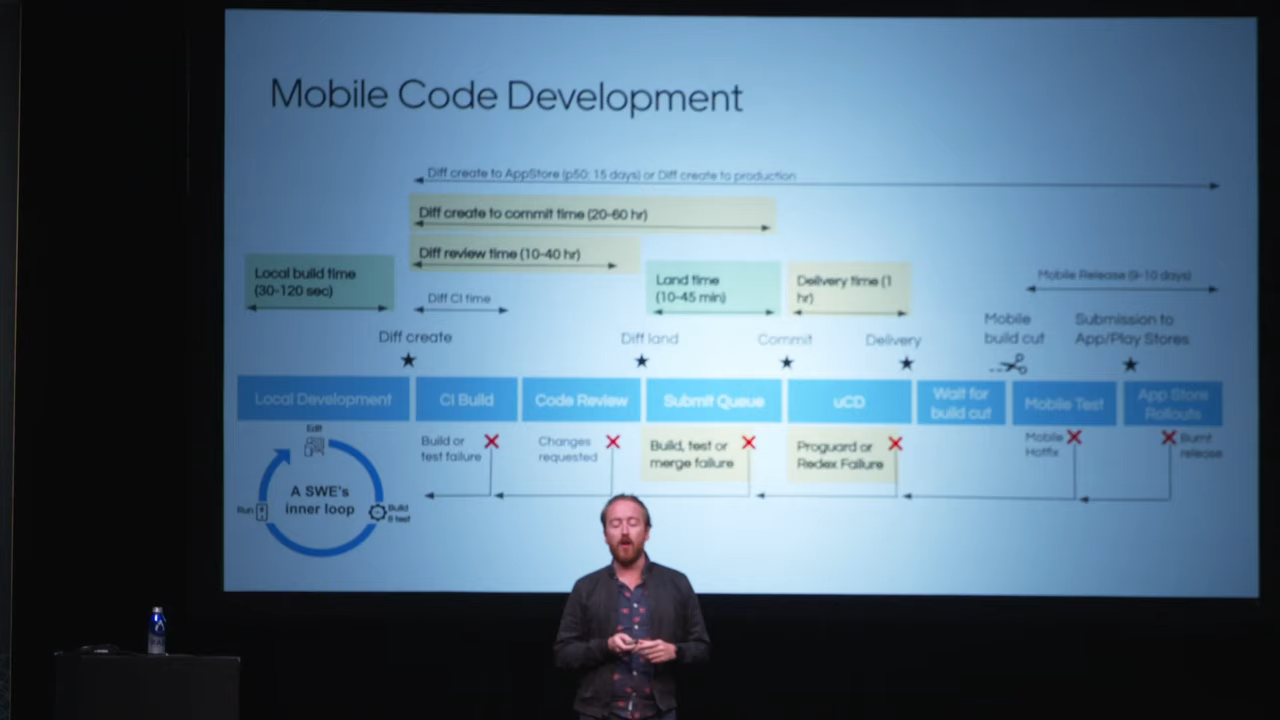 Mobile Code Development
Diff create to AppStore (p50: 15 days) or Diff create to production
Diff create to commit time (20-60 hr)
Diff review time (10-40 hr)
Local build time
(30-120 sec)
Diff CI time
Land time
(10-45 min)
Delivery time (1
hr)
Mobile Release (9-10 days)
Diff create
Diff land
Commit
Delivery
Mobile
build cut
Submission to
App/Play Stores
Local Development
CI Build
Code Review
Submit Queue
uCD
Wait for
build cut
Mobile Test
App Store
Rollouts
Build or
test failure
Changes
requested
Build, test or
merge failure
Proguard or
Redex Failure
Mobile
Hotfix
Burnt
release
Edit
A SWE's
inner loop
Run
Build
& test